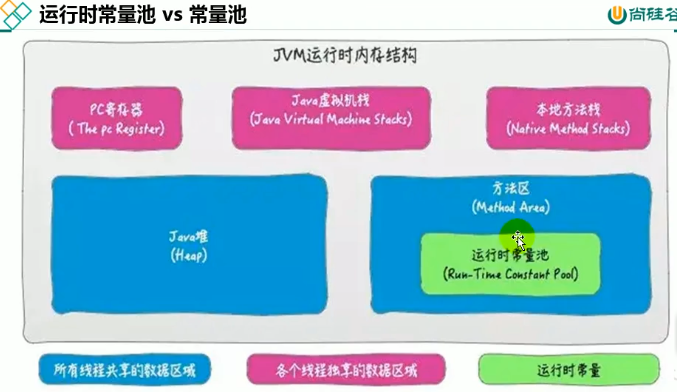 运行时常量池 vs 常量池
尚硅谷
JVM运行时内存结构
PC寄存器
( The pc Register)
Java虚拟机栈
(Java Virtual Machine Stacks)
本地方法栈
(Native Method Stacks)
Java堆
(Heap)
方法区
(Method Area)
运行时常量池
(Run-Time Constant Pool)
所有线程共享的数据区域
各个线程独享的数据区域
运行时常量